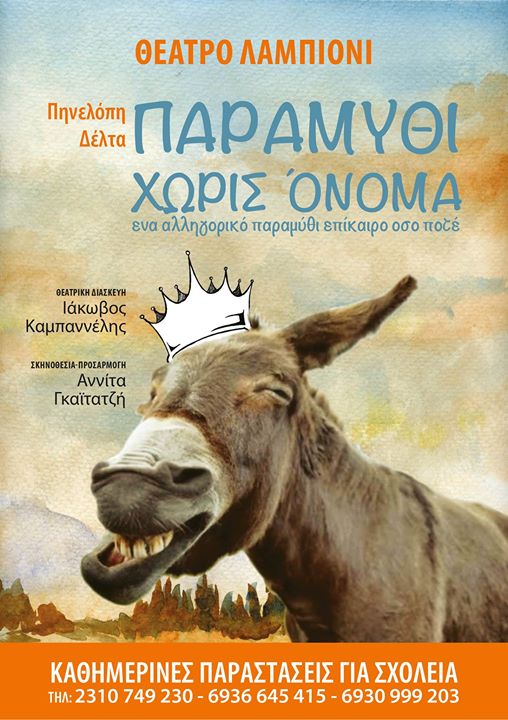 ΘΕΑΤΡΟ ΛΑΜΠΙΟΝΙ
Πηνελόπη
Δέλτα
ΠΑΡΑΜΥΘΙ
ΧΩΡΙΣ ΌΝΟΜΑ
ενα αλληγορικό παραμύθι επίκαιρο οσο ποτέ
ΘΕΑΤΡΙΚΗ ΔΙΑΣΚΕΥΗ
Ιάκωβος
Καμπαννέλης
ΣΚΗΝΟΘΕΣΙΑ-ΠΡΟΣΑΡΜΟΓΗ
Αννίτα
Γκαϊτατζή
ΚΑΘΗΜΕΡΙΝΕΣ ΠΑΡΑΣΤΑΣΕΙΣ ΓΙΑ ΣΧΟΛΕΙΑ
ΤΗΛ: 2310 749 230 - 6936 645 415 - 6930 999 203